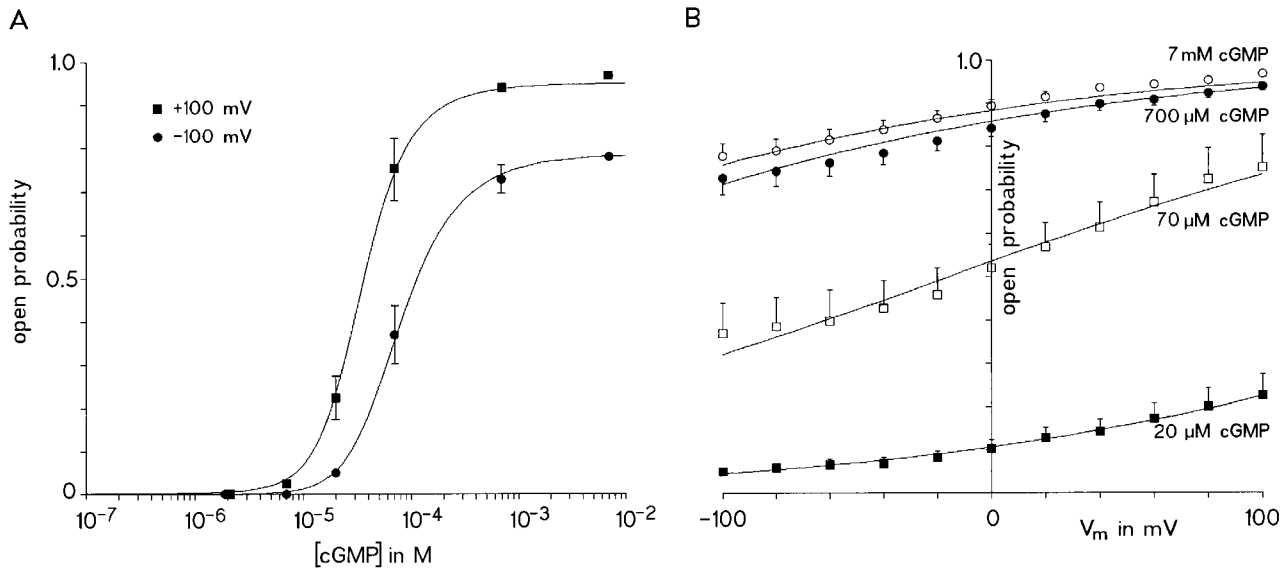 A
1.0
+100 mV
−100 mV
open probability
0.5
0
10-7
10-6
10-5
10-4
10-3
10-2
[cGMP] in M
B
1.0
7 mM cGMP
700 µM cGMP
70 µM cGMP
open probability
20 µM cGMP
−100
0
100
Vm in mV